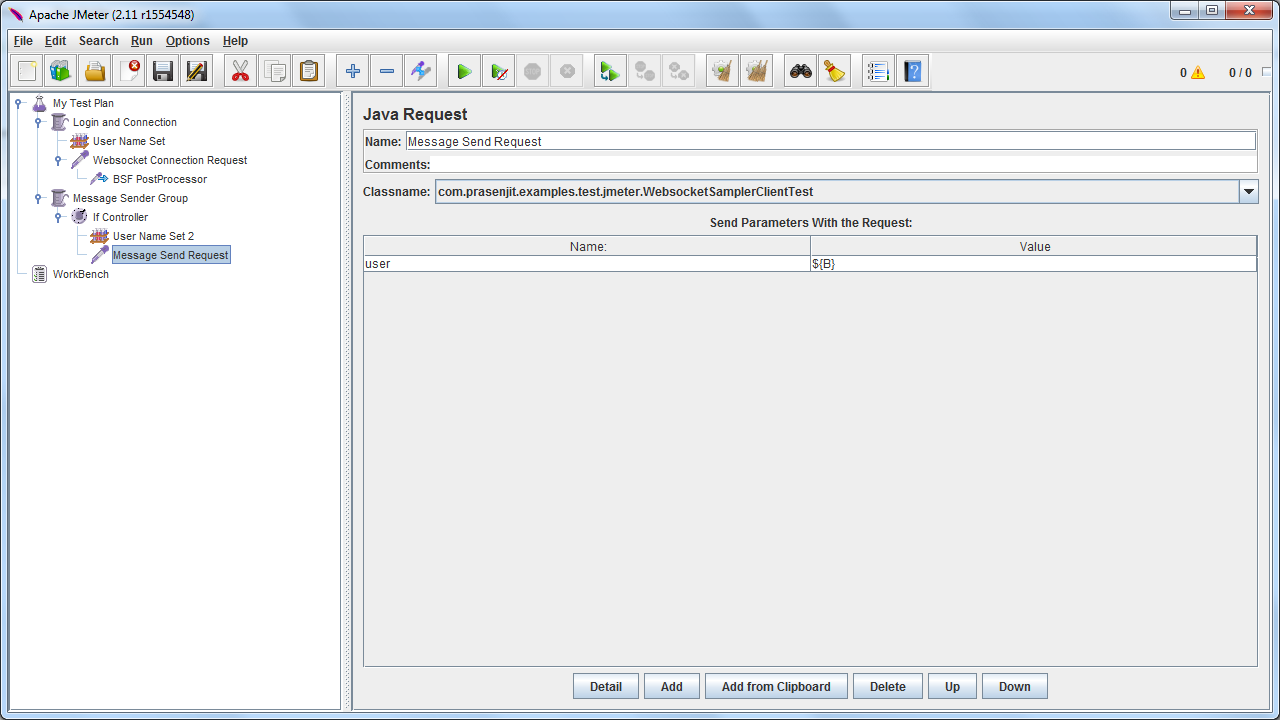 Apache JMeter (2.11 r1554548)
File Edit Search Run Options Help
0 0 / 0
My Test Plan
Login and Connection
User Name Set
Websocket Connection Request
BSF PostProcessor
Message Sender Group
If Controller
User Name Set 2
Message Send Request
WorkBench
Java Request
Name: Message Send Request
Comments:
Classname: com.prasenjit.examples.test.jmeter.WebsocketSamplerClientTest
Send Parameters With the Request:
Name: Value
user ${B}
Detail Add Add from Clipboard Delete Up Down